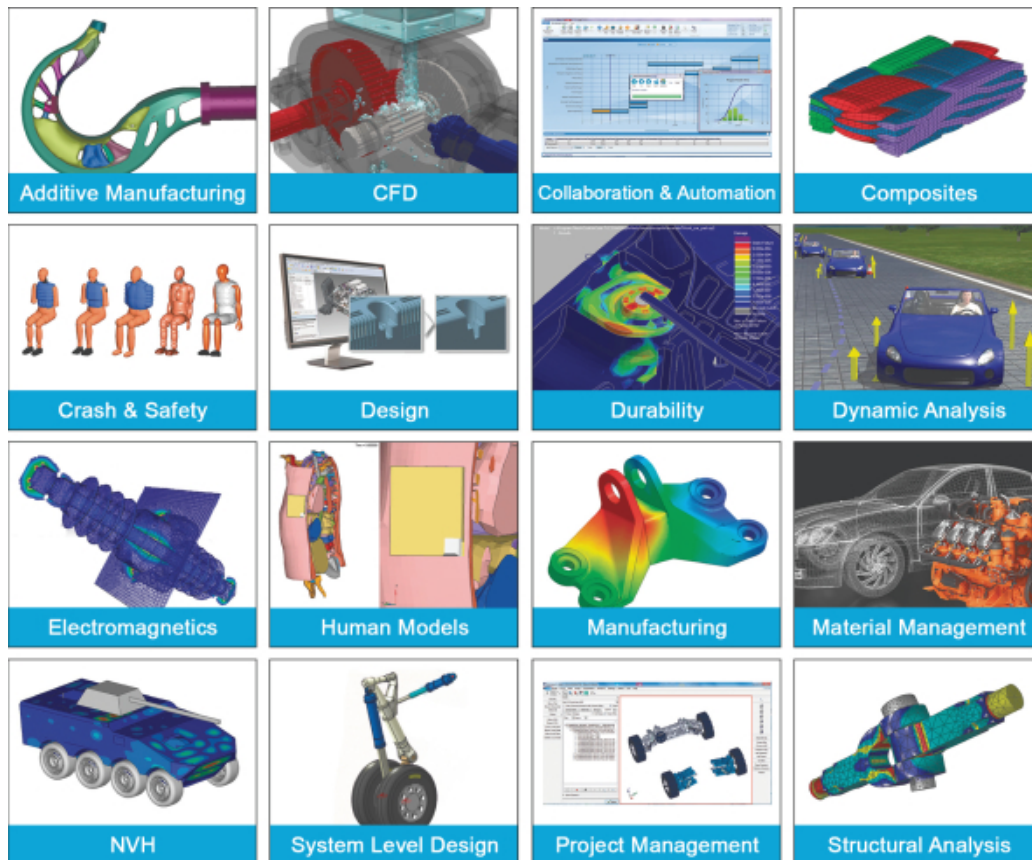 Additive Manufacturing
CFD
Collaboration & Automation
Composites
Crash & Safety
Design
Durability
Dynamic Analysis
Electromagnetics
Human Models
Manufacturing
Material Management
NVH
System Level Design
Project Management
Structural Analysis